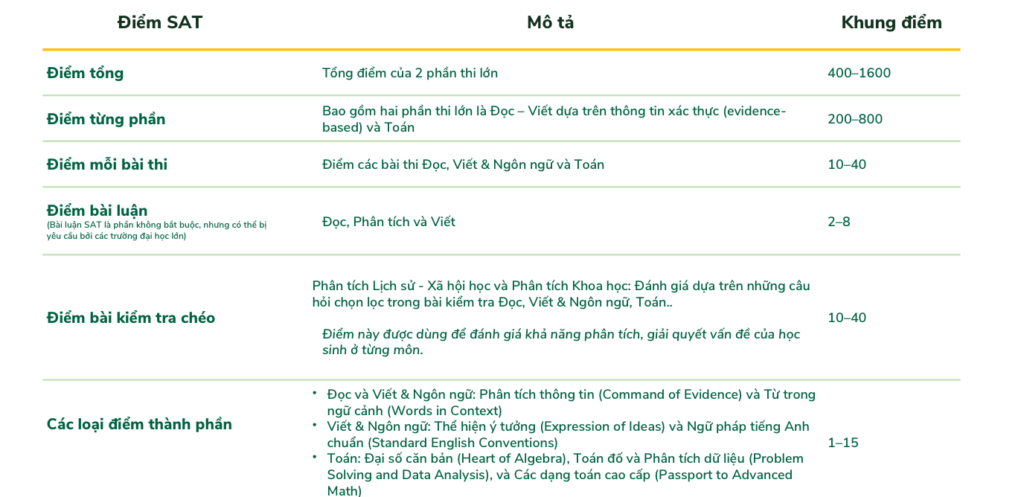 Điểm SAT
Mô tả
Khung điểm
Điểm tổng
Tổng điểm của 2 phần thi lớn
400–1600
Điểm từng phần
Bao gồm hai phần thi lớn là Đọc – Viết dựa trên thông tin xác thực (evidence-
based) và Toán
200–800
Điểm mỗi bài thi
Điểm các bài thi Đọc, Viết & Ngôn ngữ và Toán
10–40
Điểm bài luận
(Bài luận SAT là phần không bắt buộc, nhưng có thể bị
yêu cầu bởi các trường đại học lớn)
Đọc, Phân tích và Viết
2–8
Điểm bài kiểm tra chéo
Phân tích Lịch sử - Xã hội học và Phân tích Khoa học: Đánh giá dựa trên những câu
hỏi chọn lọc trong bài kiểm tra Đọc, Viết & Ngôn ngữ, Toán..
Điểm này được dùng để đánh giá khả năng phân tích, giải quyết vấn đề của học
sinh ở từng môn.
10–40
Các loại điểm thành phần
• Đọc và Viết & Ngôn ngữ: Phân tích thông tin (Command of Evidence) và Từ trong
ngữ cảnh (Words in Context)
• Viết & Ngôn ngữ: Thể hiện ý tưởng (Expression of Ideas) và Ngữ pháp tiếng Anh
chuẩn (Standard English Conventions)
• Toán: Đại số căn bản (Heart of Algebra), Toán đố và Phân tích dữ liệu (Problem
Solving and Data Analysis), và Các dạng toán cao cấp (Passport to Advanced
Math)
1–15